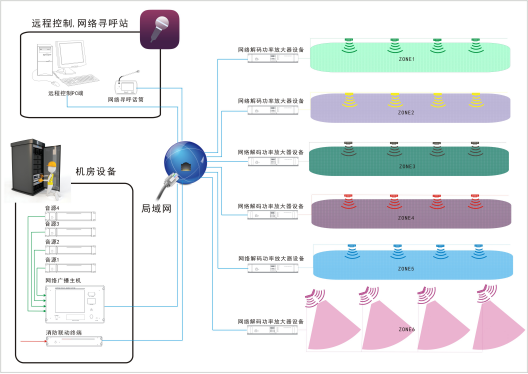 远程控制,网络寻呼站
远程控制PC端
网络寻呼话筒
机房设备
音源4
音源3
音源2
音源1
网络广播主机
消防联动终端
局域网
网络解码功率放大器设备
ZONE1
网络解码功率放大器设备
ZONE2
网络解码功率放大器设备
ZONE3
网络解码功率放大器设备
ZONE4
网络解码功率放大器设备
ZONE5
网络解码功率放大器设备
ZONE6